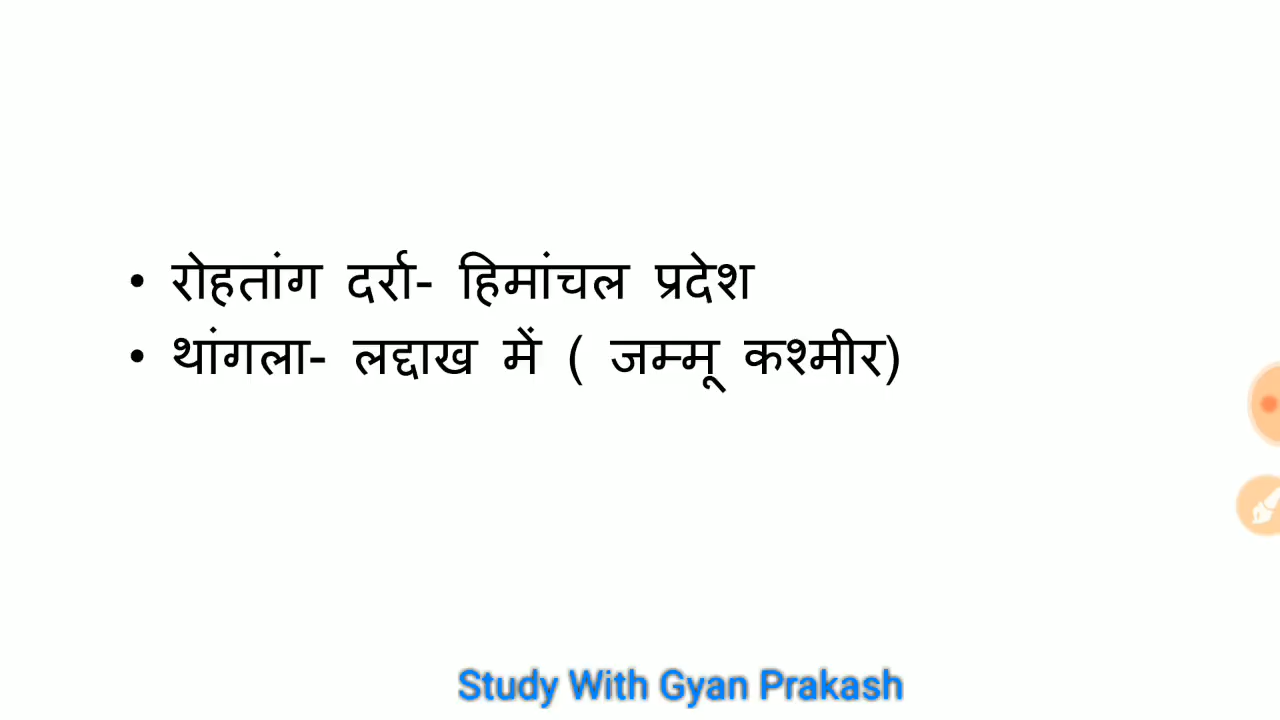 • रोहतांग दर्रा- हिमांचल प्रदेश
• थांगला- लद्दाख में ( जम्मू कश्मीर)
Study With Gyan Prakash